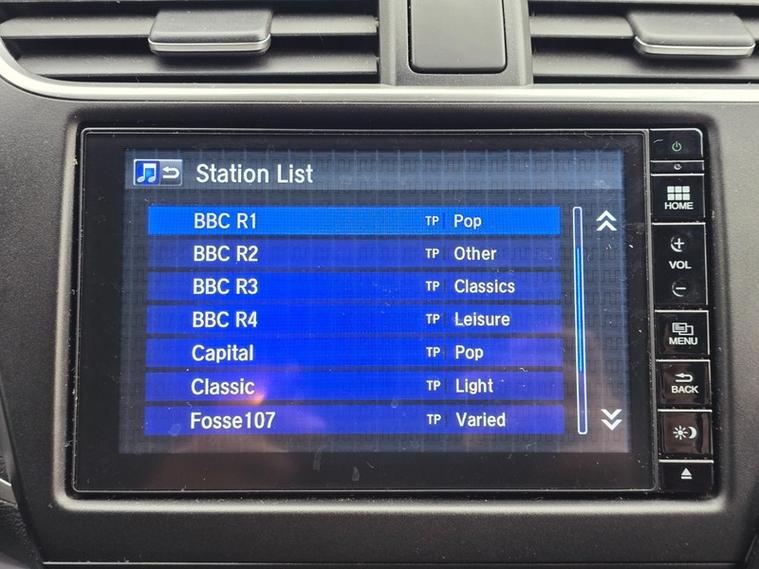 Station List
BBC R1 TP Pop
BBC R2 TP Other
BBC R3 TP Classics
BBC R4 TP Leisure
Capital TP Pop
Classic TP Light
Fosse107 TP Varied
HOME
VOL
MENU
BACK